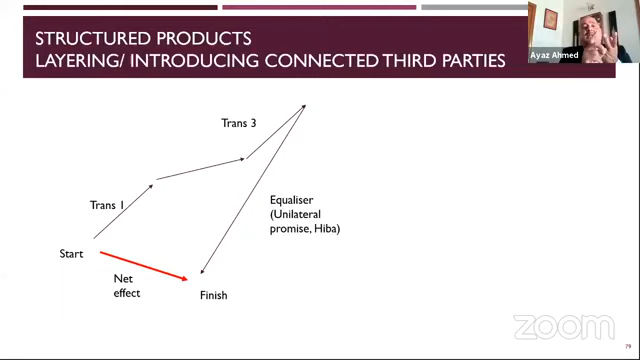 STRUCTURED PRODUCTS
LAYERING/ INTRODUCING CONNECTED THIRD PARTIES
Ayaz Ahmed
Trans 3
Trans 1
Equaliser
(Unilateral
promise, Hiba)
Start
Net
effect
Finish
zoom
79